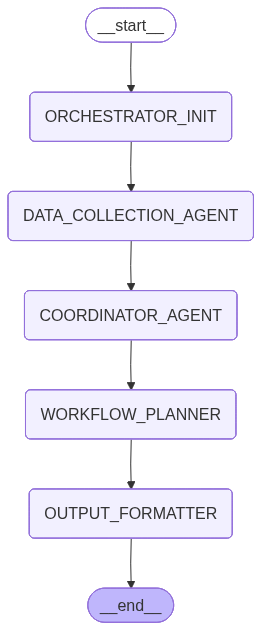 __start__
ORCHESTRATOR_INIT
DATA_COLLECTION_AGENT
COORDINATOR_AGENT
WORKFLOW_PLANNER
OUTPUT_FORMATTER
__end__